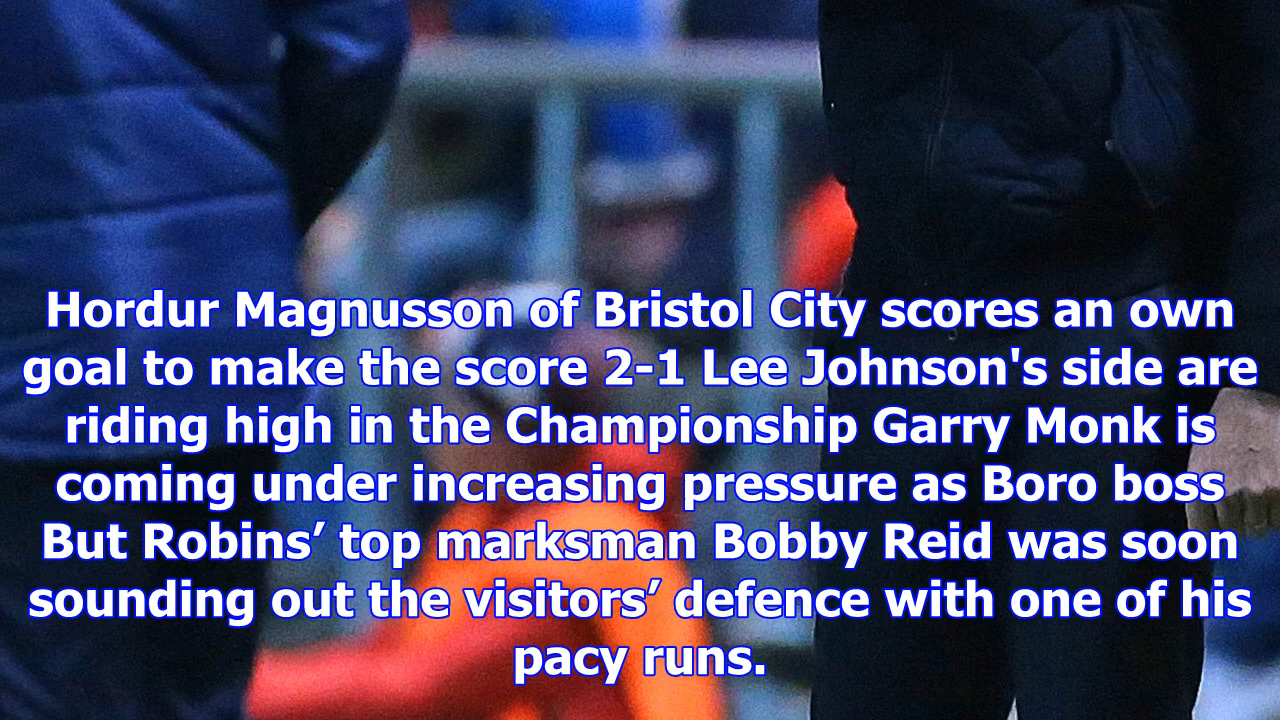 Hordur Magnusson of Bristol City scores an own
goal to make the score 2-1 Lee Johnson's side are
riding high in the Championship Garry Monk is
coming under increasing pressure as Boro boss
But Robins’ top marksman Bobby Reid was soon
sounding out the visitors’ defence with one of his
pacy runs.